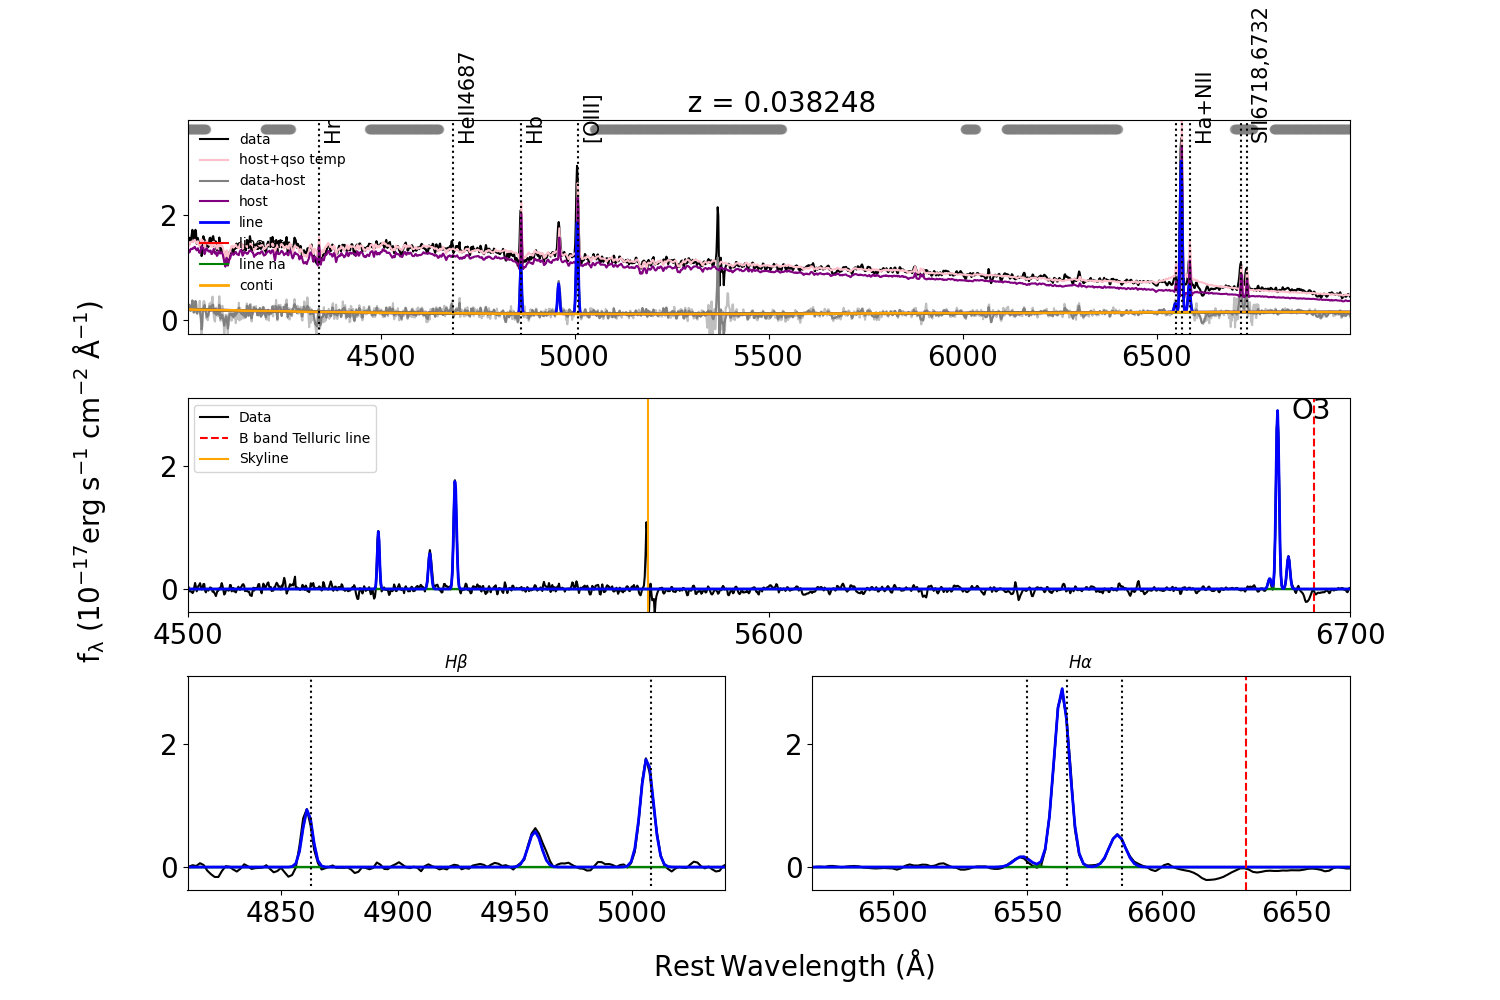 z = 0.038248
Hr
HeII4687
Hb
[OIII]
Ha+NII
SII6718,6732
data
host+qso temp
data-host
host
line
line na
conti
2
0
4500
5000
5500
6000
6500
Data
B band Telluric line
Skyline
O3
2
0
4500
5600
6700
fλ (10⁻¹⁷erg s⁻¹ cm⁻² Å⁻¹)
Hβ
2
0
4850
4900
4950
5000
Hα
2
0
6500
6550
6600
6650
Rest Wavelength (Å)